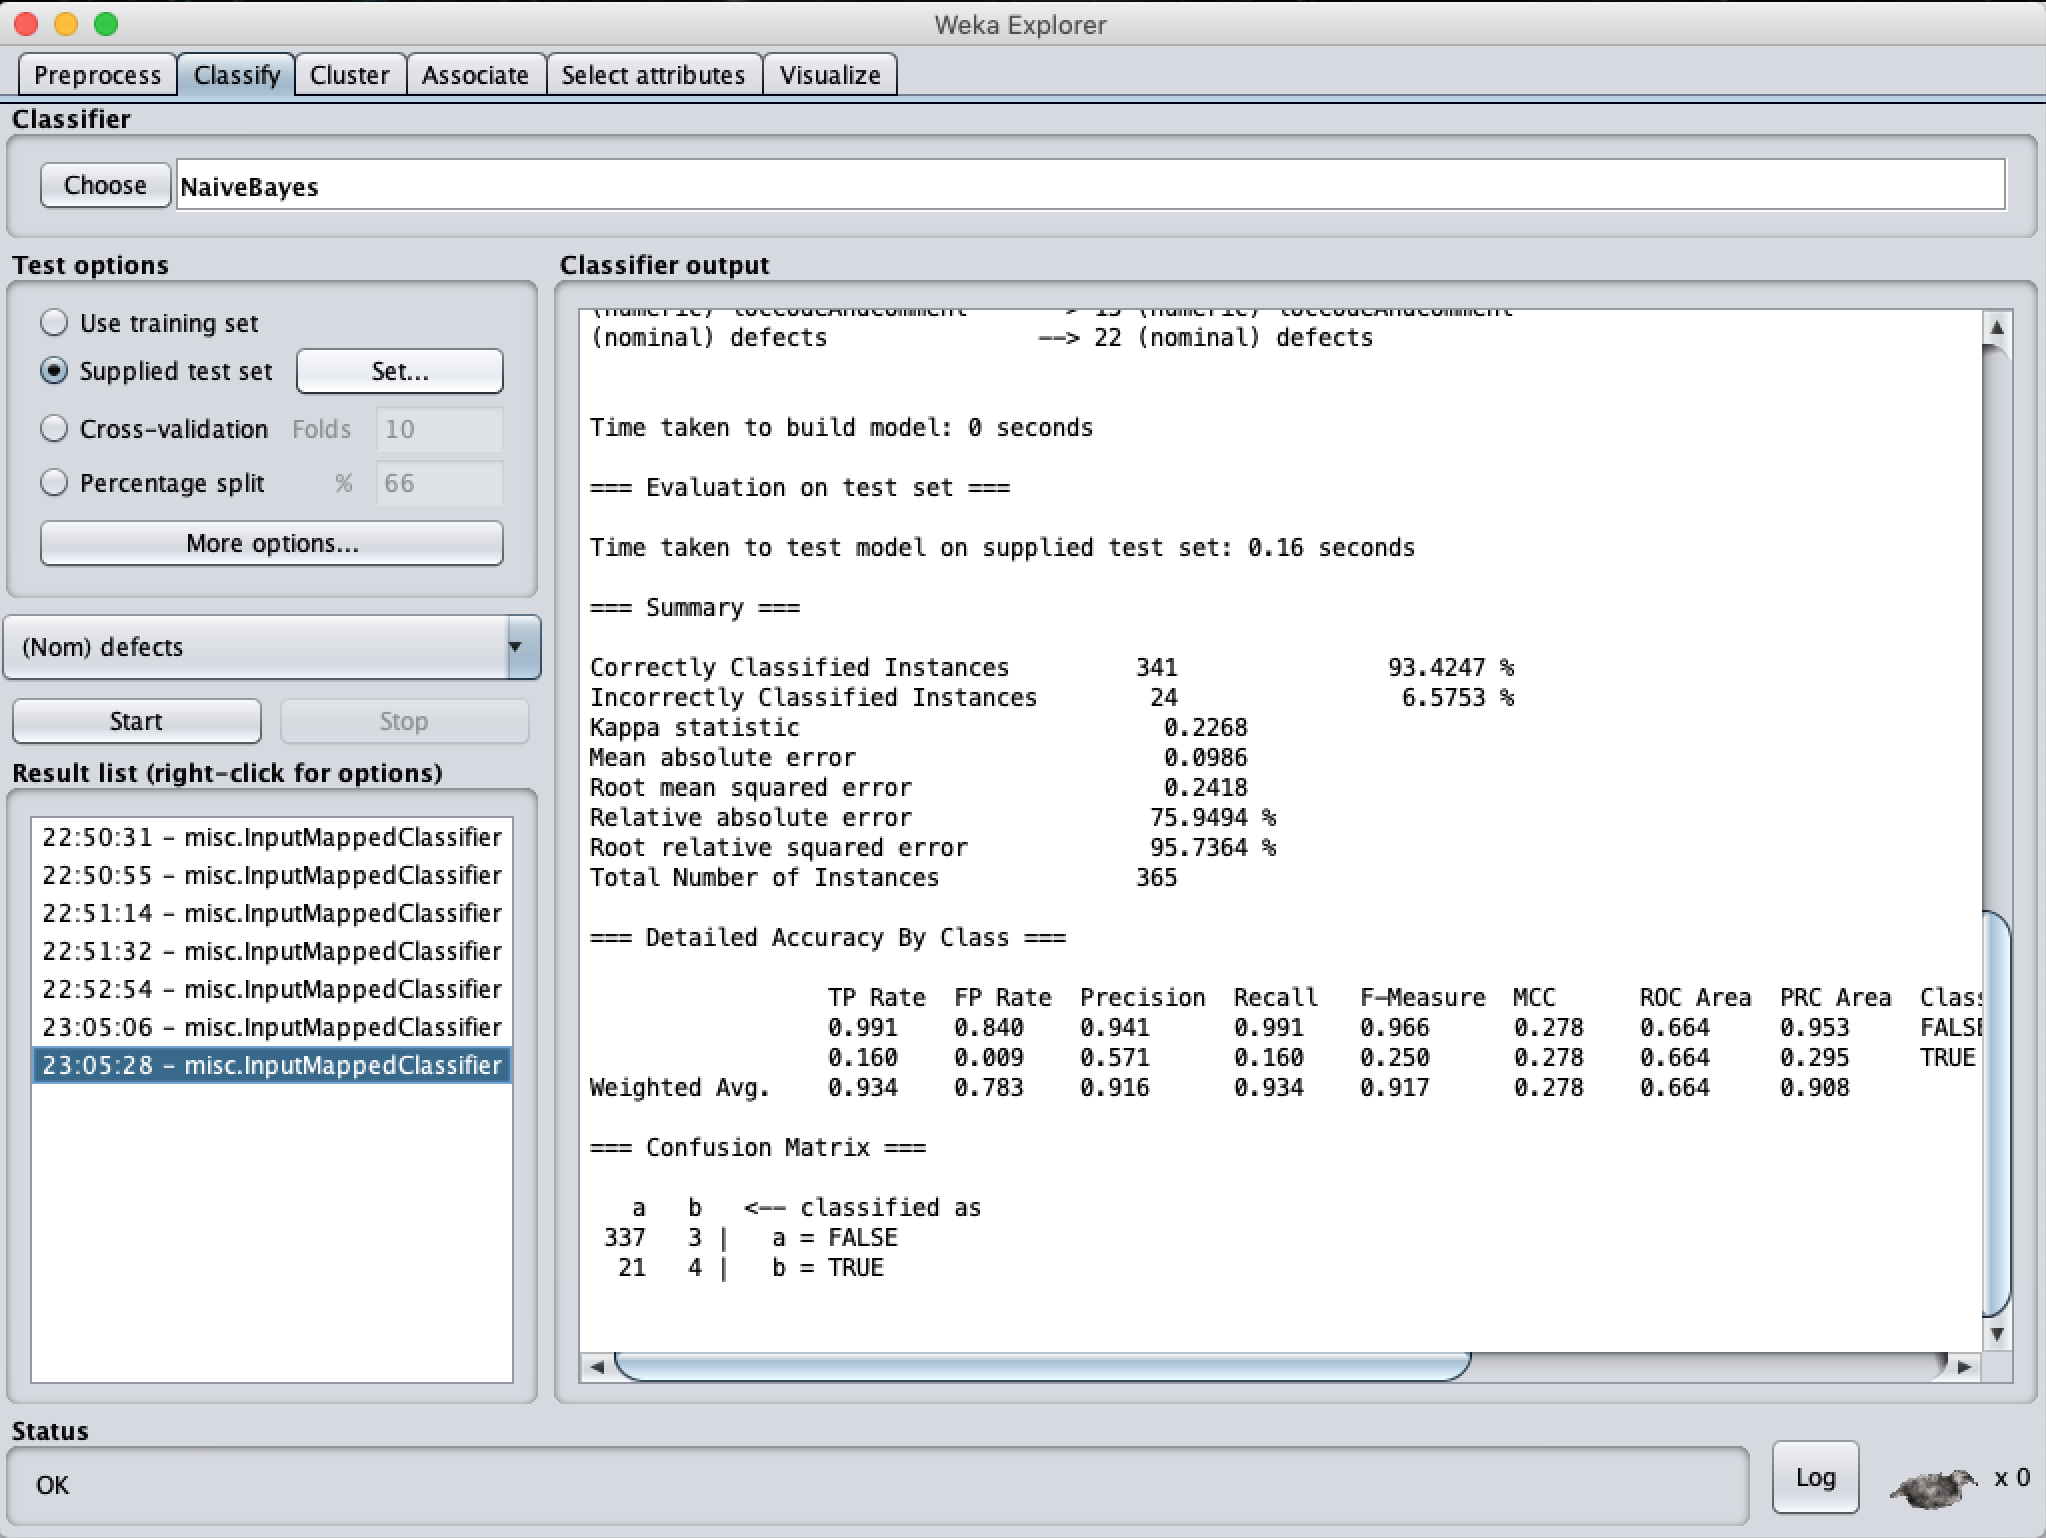 Weka Explorer
Preprocess Classify Cluster Associate Select attributes Visualize
Classifier
Choose NaiveBayes
Test options
Use training set
Supplied test set Set...
Cross-validation Folds 10
Percentage split % 66
More options...
(Nom) defects
Start Stop
Result list (right-click for options)
22:50:31 - misc.InputMappedClassifier
22:50:55 - misc.InputMappedClassifier
22:51:14 - misc.InputMappedClassifier
22:51:32 - misc.InputMappedClassifier
22:52:54 - misc.InputMappedClassifier
23:05:06 - misc.InputMappedClassifier
23:05:28 - misc.InputMappedClassifier
Classifier output
(nominal) defects --> 22 (nominal) defects
Time taken to build model: 0 seconds
=== Evaluation on test set ===
Time taken to test model on supplied test set: 0.16 seconds
=== Summary ===
Correctly Classified Instances 341 93.4247 %
Incorrectly Classified Instances 24 6.5753 %
Kappa statistic 0.2268
Mean absolute error 0.0986
Root mean squared error 0.2418
Relative absolute error 75.9494 %
Root relative squared error 95.7364 %
Total Number of Instances 365
=== Detailed Accuracy By Class ===
TP Rate FP Rate Precision Recall F-Measure MCC ROC Area PRC Area Clas
0.991 0.840 0.941 0.991 0.966 0.278 0.664 0.953 FALS
0.160 0.009 0.571 0.160 0.250 0.278 0.664 0.295 TRUE
Weighted Avg. 0.934 0.783 0.916 0.934 0.917 0.278 0.664 0.908
=== Confusion Matrix ===
a b <-- classified as
337 3 | a = FALSE
21 4 | b = TRUE
Status
OK
Log
x 0